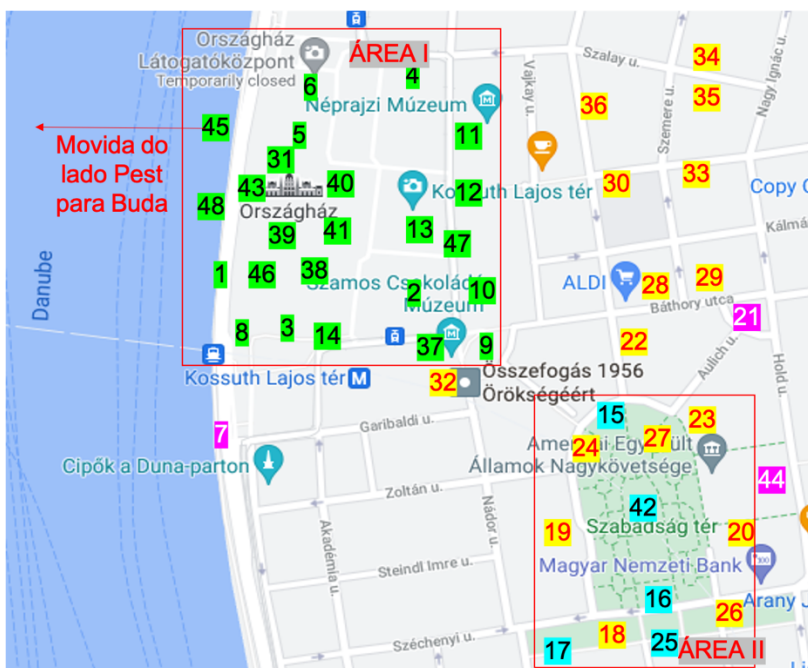 Országház
Látogatóközpont
Temporarily closed
ÁREA I
4
6
Néprajzi Múzeum
Szalay u.
Vajkay u.
Szemere u.
Nagy Ignác u.
34
35
36
45
5
11
Movida do
lado Pest
para Buda
31
43
40
12
Országház
Kossuth Lajos tér
30
33
Copy
48
39
41
13
47
Kálmá
Danube
1
46
38
Szamos Csokoládé
Múzeum
2
10
ALDI
28
29
Báthory utca
21
8
3
14
37
9
22
Aulich u.
Hold u.
Kossuth Lajos tér
M
32
Összefogás 1956
Örökségéért
7
Garibaldi u.
15
23
24
27
Amerikai Egyesült
Államok Nagykövetsége
Cipők a Duna-parton
Zoltán u.
44
42
Szabadság tér
19
20
Akadémia u.
Nádor u.
Steindl Imre u.
Magyar Nemzeti Bank
16
26
Arany J
Széchenyi u.
17
18
25
ÁREA II